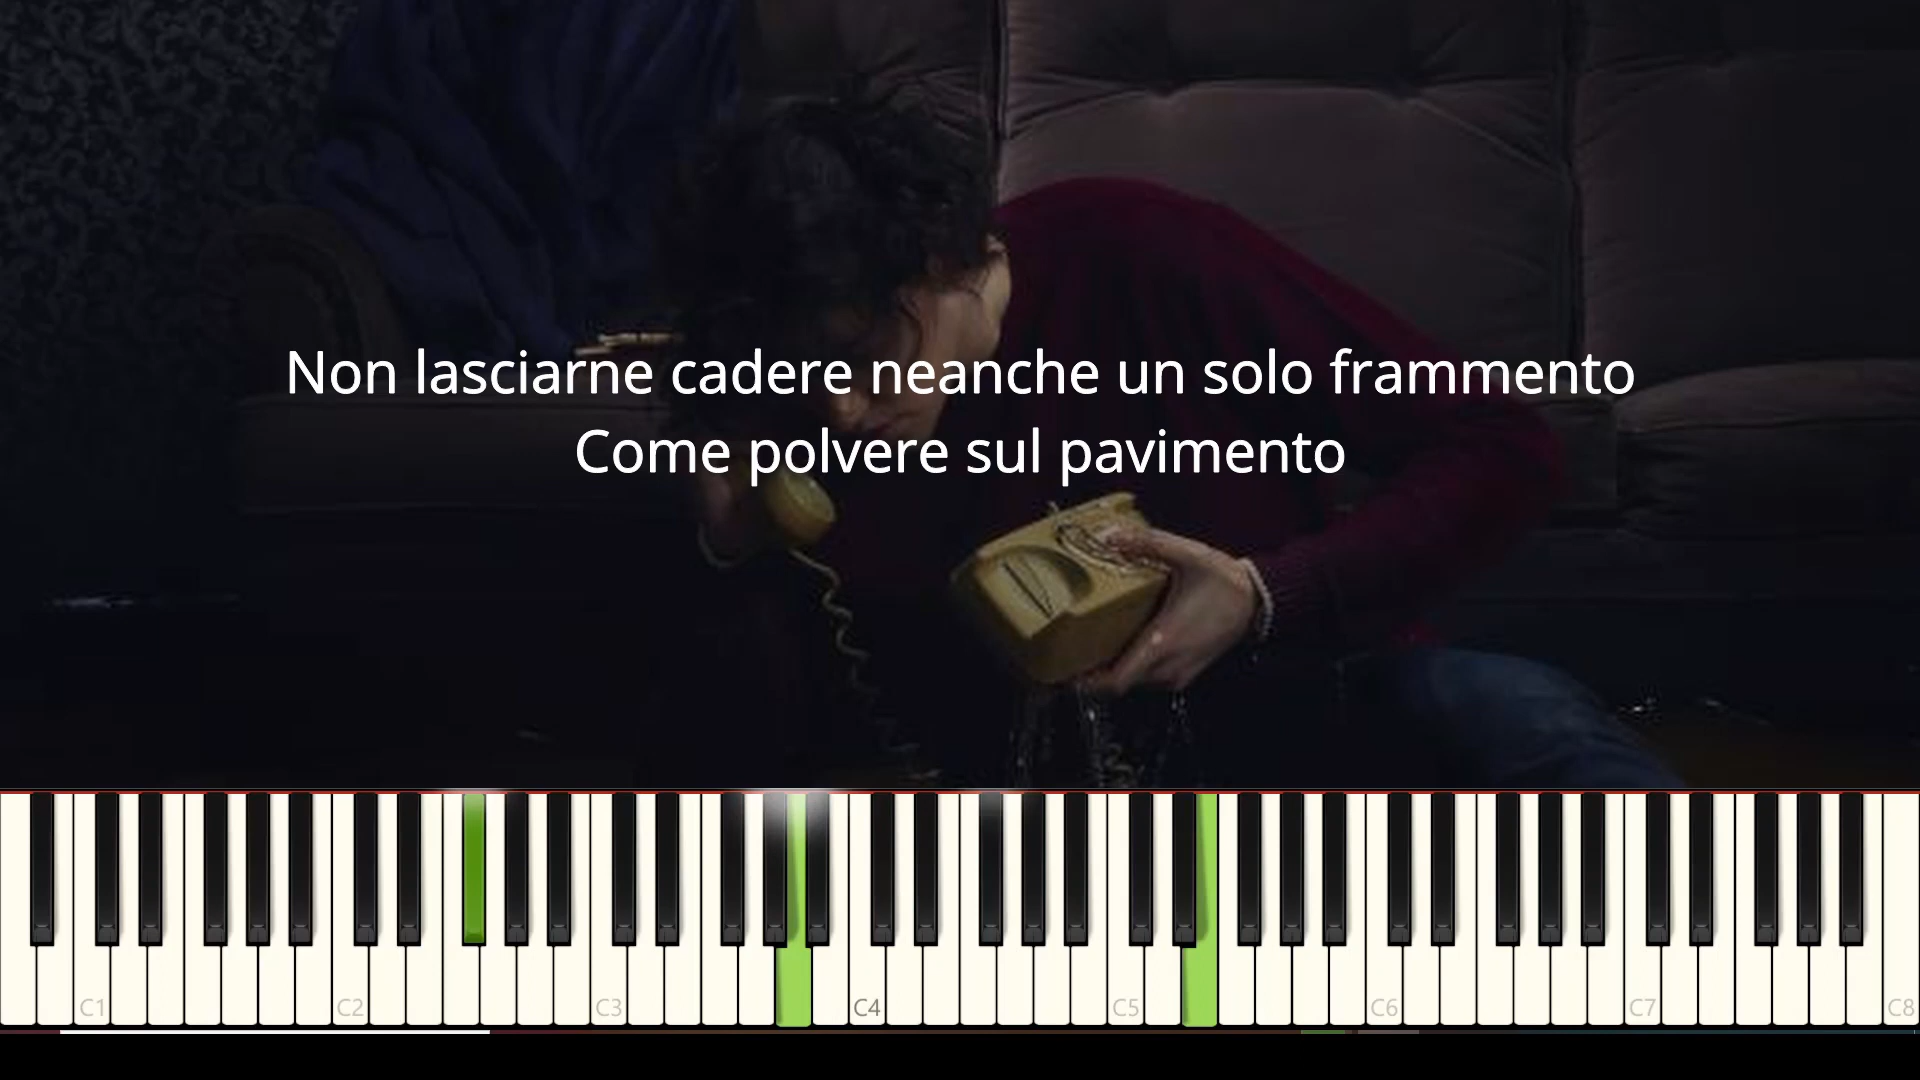 Non lasciarne cadere neanche un solo frammento
Come polvere sul pavimento
C1 C2 C3 C4 C5 C6 C7 C8